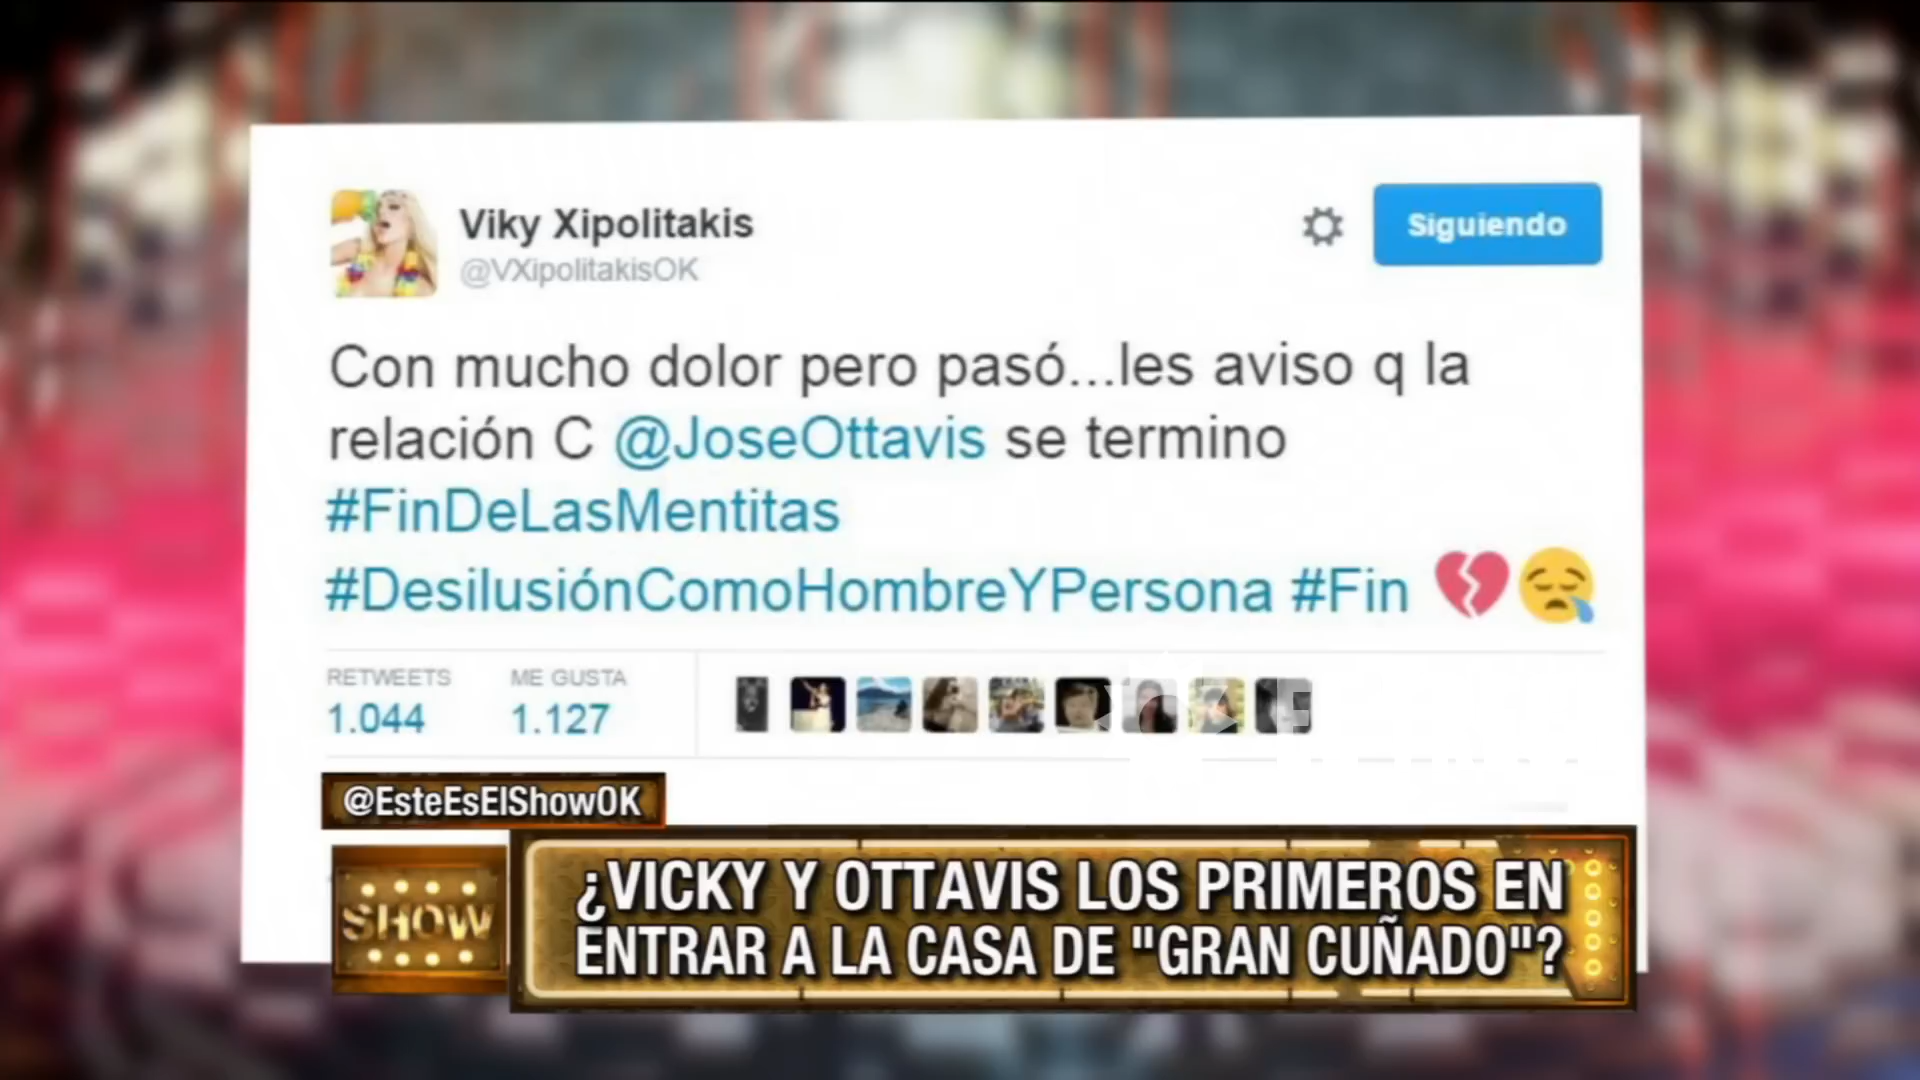 Viky Xipolitakis
@VXipolitakisOK
Siguiendo
Con mucho dolor pero pasó...les aviso q la
relación C @JoseOttavis se termino
#FinDeLasMentitas
#DesilusiónComoHombreYPersona #Fin
RETWEETS
ME GUSTA
1.044
1.127
@EsteEsElShowOK
SHOW
¿VICKY Y OTTAVIS LOS PRIMEROS EN
ENTRAR A LA CASA DE "GRAN CUÑADO"?